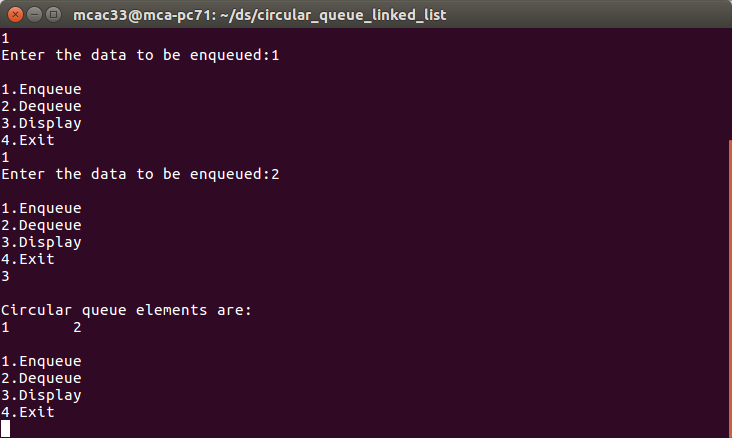 mcac33@mca-pc71: ~/ds/circular_queue_linked_list
1
Enter the data to be enqueued:1
1.Enqueue
2.Dequeue
3.Display
4.Exit
1
Enter the data to be enqueued:2
1.Enqueue
2.Dequeue
3.Display
4.Exit
3
Circular queue elements are:
1	2
1.Enqueue
2.Dequeue
3.Display
4.Exit